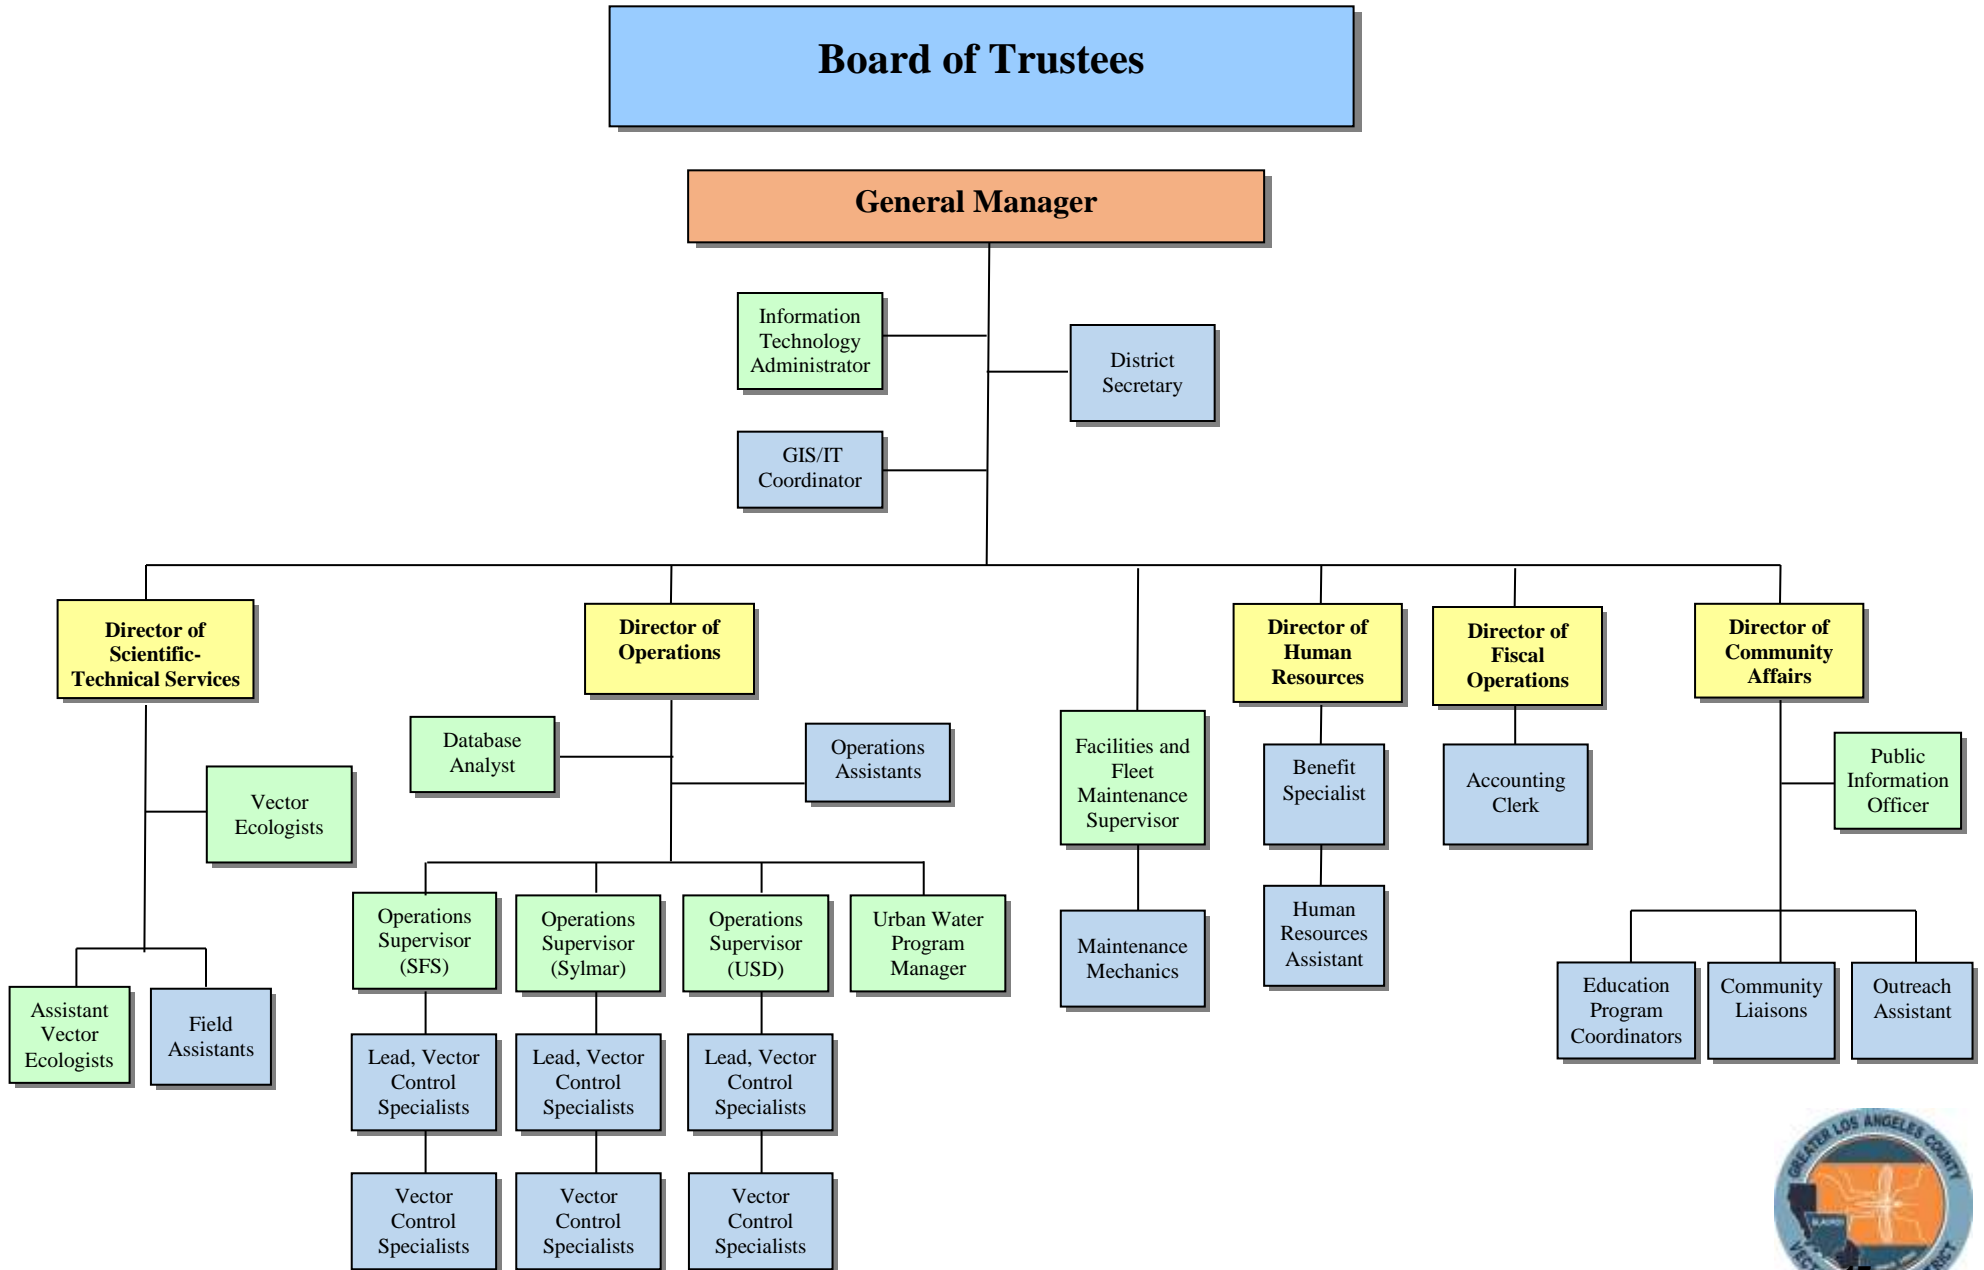 Board of Trustees
General Manager
Information
Technology
Administrator
District
Secretary
GIS/IT
Coordinator
Director of
Scientific-
Technical Services
Director of
Operations
Director of
Human
Resources
Director of
Fiscal
Operations
Director of
Community
Affairs
Vector
Ecologists
Database
Analyst
Operations
Assistants
Facilities and
Fleet
Maintenance
Supervisor
Benefit
Specialist
Accounting
Clerk
Public
Information
Officer
Assistant
Vector
Ecologists
Field
Assistants
Operations
Supervisor
(SFS)
Operations
Supervisor
(Sylmar)
Operations
Supervisor
(USD)
Urban Water
Program
Manager
Maintenance
Mechanics
Human
Resources
Assistant
Education
Program
Coordinators
Community
Liaisons
Outreach
Assistant
Lead, Vector
Control
Specialists
Lead, Vector
Control
Specialists
Lead, Vector
Control
Specialists
Vector
Control
Specialists
Vector
Control
Specialists
Vector
Control
Specialists
GREATER LOS ANGELES COUNTY